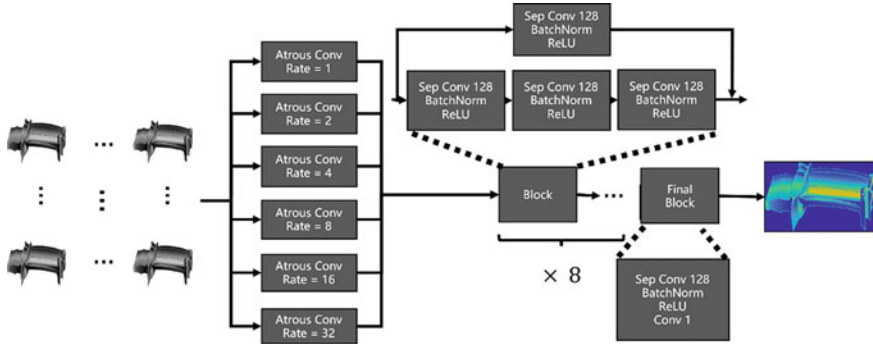 Atrous Conv
Rate = 1
Atrous Conv
Rate = 2
Atrous Conv
Rate = 4
Atrous Conv
Rate = 8
Atrous Conv
Rate = 16
Atrous Conv
Rate = 32
Sep Conv 128
BatchNorm
ReLU
Sep Conv 128
BatchNorm
ReLU
Sep Conv 128
BatchNorm
ReLU
Sep Conv 128
BatchNorm
ReLU
Block
...
× 8
Final
Block
Sep Conv 128
BatchNorm
ReLU
Conv 1